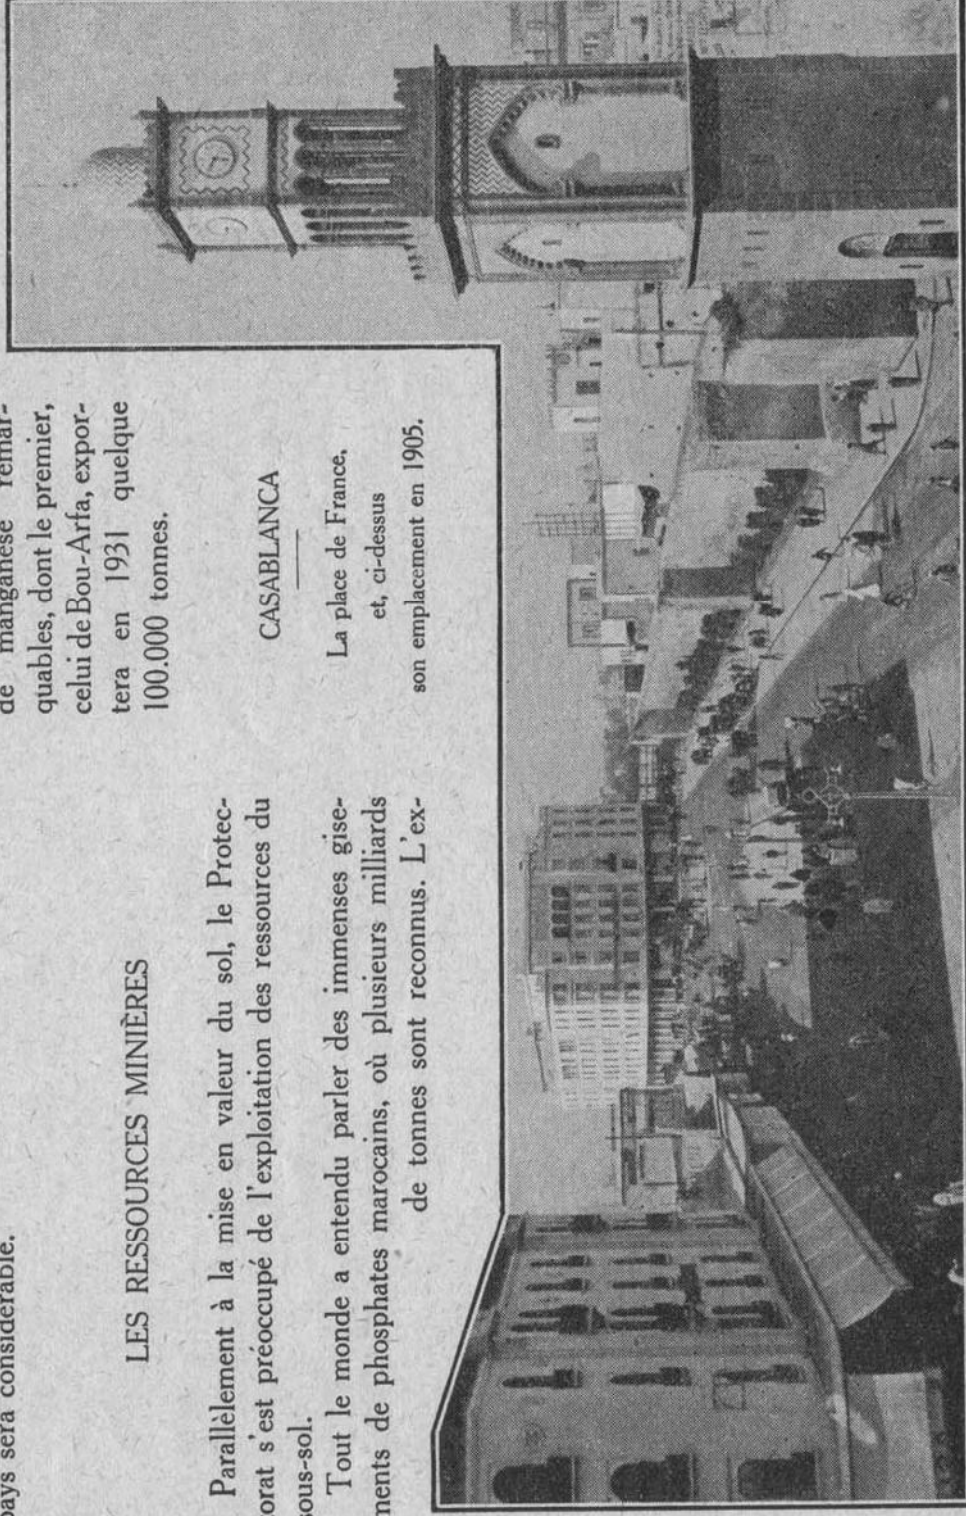 pays sera considérable.
LES RESSOURCES MINIÈRES
Parallèlement à la mise en valeur du sol, le Protec-
orat s'est préoccupé de l'exploitation des ressources du
sous-sol.
Tout le monde a entendu parler des immenses gise-
ments de phosphates marocains, où plusieurs milliards
de tonnes sont reconnus. L'ex-
de manganèse remar-
quables, dont le premier,
celui de Bou-Arfa, expor-
tera en 1931 quelque
100.000 tonnes.
CASABLANCA
La place de France,
et, ci-dessus
son emplacement en 1905.